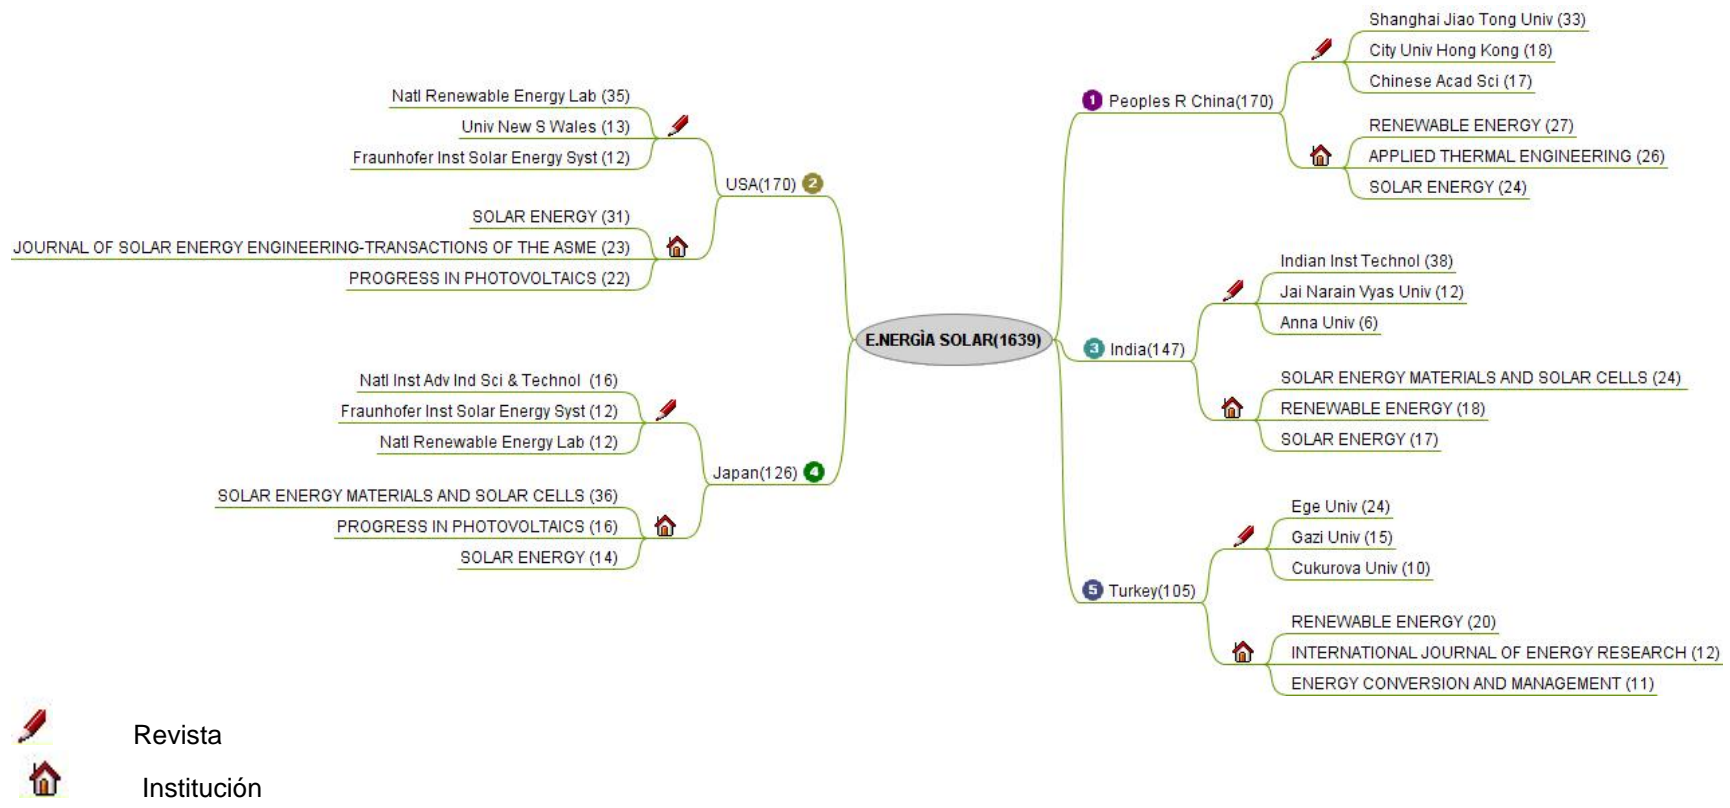 Natl Renewable Energy Lab (35)
Univ New S Wales (13)
Fraunhofer Inst Solar Energy Syst (12)
USA(170) 2
SOLAR ENERGY (31)
JOURNAL OF SOLAR ENERGY ENGINEERING-TRANSACTIONS OF THE ASME (23)
PROGRESS IN PHOTOVOLTAICS (22)
Natl Inst Adv Ind Sci & Technol (16)
Fraunhofer Inst Solar Energy Syst (12)
Natl Renewable Energy Lab (12)
Japan(126) 4
SOLAR ENERGY MATERIALS AND SOLAR CELLS (36)
PROGRESS IN PHOTOVOLTAICS (16)
SOLAR ENERGY (14)
E.NERGÌA SOLAR(1639)
Shanghai Jiao Tong Univ (33)
City Univ Hong Kong (18)
Chinese Acad Sci (17)
1 Peoples R China(170)
RENEWABLE ENERGY (27)
APPLIED THERMAL ENGINEERING (26)
SOLAR ENERGY (24)
Indian Inst Technol (38)
Jai Narain Vyas Univ (12)
Anna Univ (6)
3 India(147)
SOLAR ENERGY MATERIALS AND SOLAR CELLS (24)
RENEWABLE ENERGY (18)
SOLAR ENERGY (17)
Ege Univ (24)
Gazi Univ (15)
Cukurova Univ (10)
5 Turkey(105)
RENEWABLE ENERGY (20)
INTERNATIONAL JOURNAL OF ENERGY RESEARCH (12)
ENERGY CONVERSION AND MANAGEMENT (11)
Revista
Institución